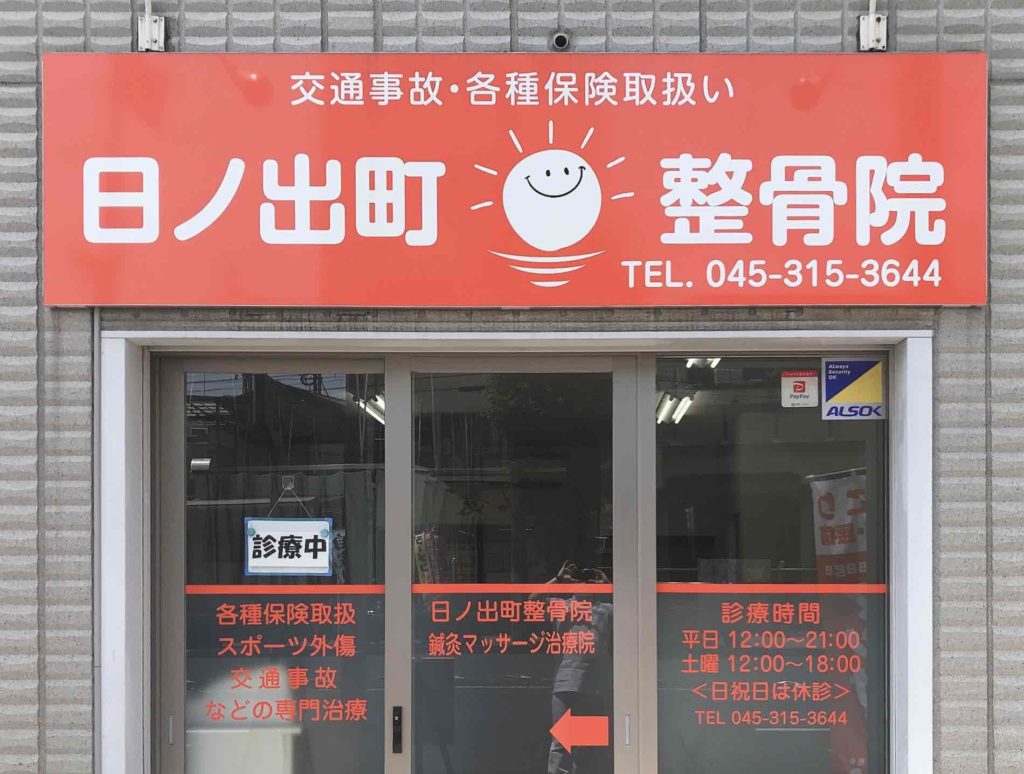 交通事故・各種保険取扱い
日ノ出町 整骨院
TEL. 045-315-3644
PayPay
ALways
Security
OK
ALSOK
診療中
各種保険取扱
スポーツ外傷
交通事故
などの専門治療
日ノ出町整骨院
鍼灸マッサージ治療院
診療時間
平日 12:00～21:00
土曜 12:00～18:00
＜日祝日は休診＞
TEL 045-315-3644